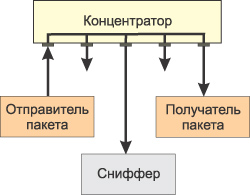 Концентратор
Отправитель
пакета
Получатель
пакета
Сниффер